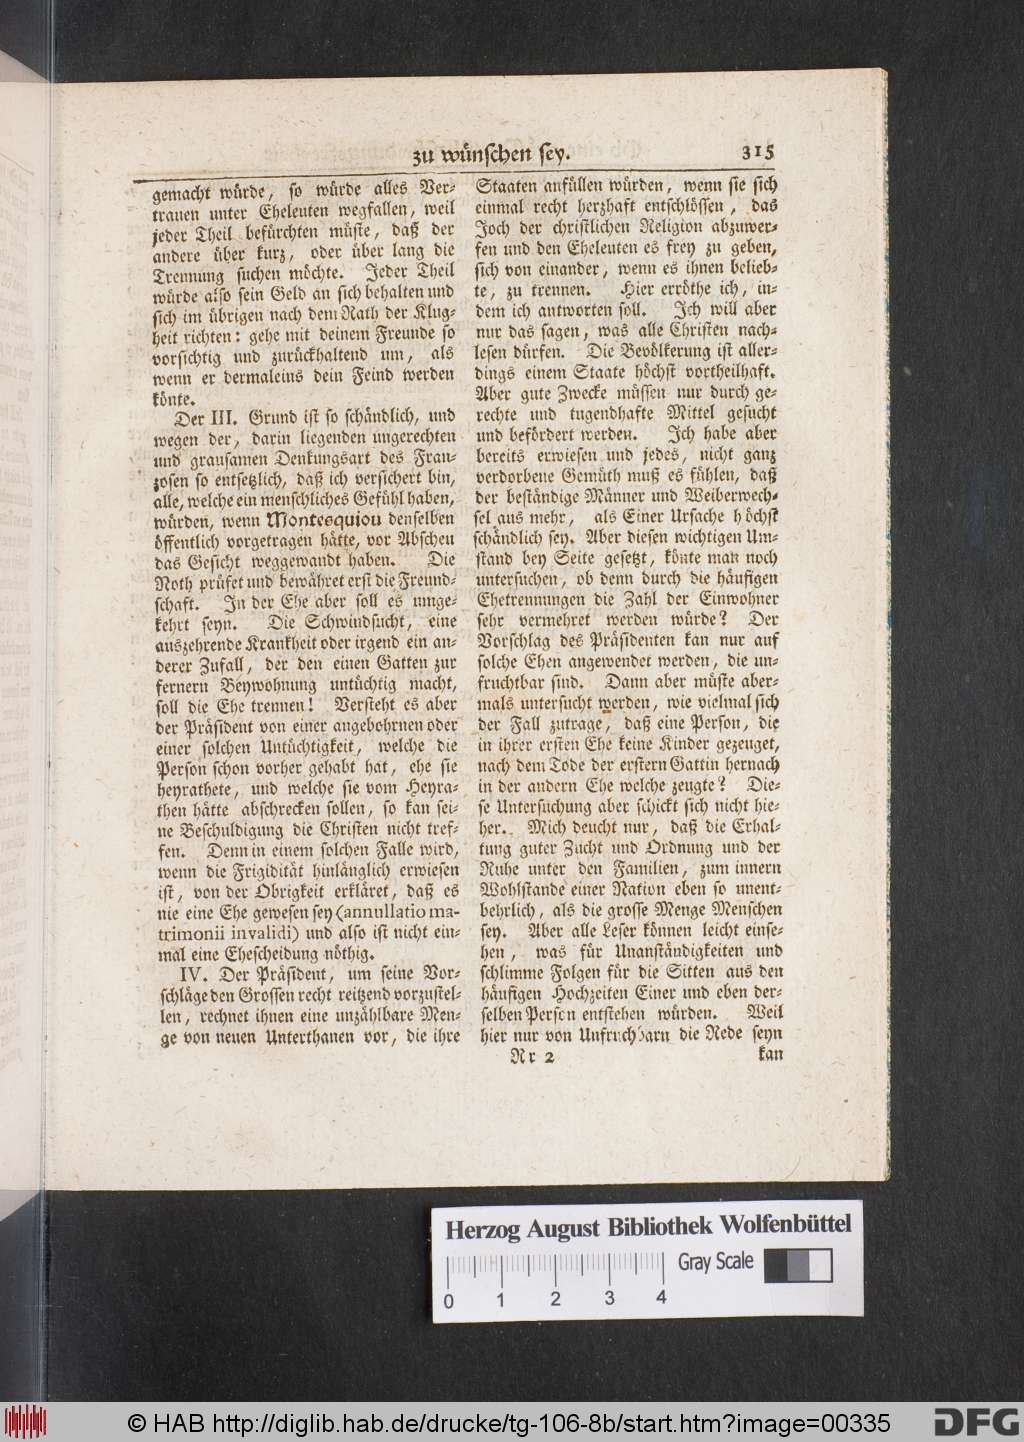 zu wünschen sey. 315
gemacht würde, so würde alles Ver-
trauen unter Eheleuten wegfallen, weil
jeder Theil befürchten müste, daß der
andere über kurz, oder über lang die
Trennung suchen möchte. Jeder Theil
würde also sein Geld an sich behalten und
sich im übrigen nach dem Rath der Klug-
heit richten: gehe mit deinem Freunde so
vorsichtig und zurückhaltend um, als
wenn er dermaleins dein Feind werden
könte.
Der III. Grund ist so schändlich, und
wegen der, darin liegenden ungerechten
und grausamen Denkungsart des Fran-
zosen so entsetzlich, daß ich versichert bin,
alle, welche ein menschliches Gefühl haben,
würden, wenn Montesquiou denselben
öffentlich vorgetragen hätte, vor Abscheu
das Gesicht weggewandt haben. Die
Noth prüfet und bewähret erst die Freund-
schaft. In der Ehe aber soll es umge-
kehrt seyn. Die Schwindsucht, eine
auszehrende Krankheit oder irgend ein an-
derer Zufall, der den einen Gatten zur
fernern Beywohnung untüchtig macht,
soll die Ehe trennen! Versteht es aber
der Präsident von einer angebohrnen oder
einer solchen Untüchtigkeit, welche die
Person schon vorher gehabt hat, ehe sie
heyrathete, und welche sie vom Heyra-
then hätte abschrecken sollen, so kan sei-
ne Beschuldigung die Christen nicht tref-
fen. Denn in einem solchen Falle wird,
wenn die Frigidität hinlänglich erwiesen
ist, von der Obrigkeit erkläret, daß es
nie eine Ehe gewesen sey (annullatio ma-
trimonii invalidi) und also ist nicht ein-
mal eine Ehescheidung nöthig.
IV. Der Präsident, um seine Vor-
schläge den Grossen recht reitzend vorzustel-
len, rechnet ihnen eine unzählbare Men-
ge von neuen Unterthanen vor, die ihre
Staaten anfüllen würden, wenn sie sich
einmal recht herzhaft entschlössen, das
Joch der christlichen Religion abzuwer-
fen und den Eheleuten es frey zu geben,
sich von einander, wenn es ihnen belieb-
te, zu trennen. Hier erröthe ich, in-
dem ich antworten soll. Ich will aber
nur das sagen, was alle Christen nach-
lesen dürfen. Die Bevölkerung ist aller-
dings einem Staate höchst vortheilhaft.
Aber gute Zwecke müssen nur durch ge-
rechte und tugendhafte Mittel gesucht
und befördert werden. Ich habe aber
bereits erwiesen und jedes, nicht ganz
verdorbene Gemüth muß es fühlen, daß
der beständige Männer und Weiberwech-
sel aus mehr, als Einer Ursache höchst
schändlich sey. Aber diesen wichtigen Um-
stand bey Seite gesetzt, könte man noch
untersuchen, ob denn durch die häufigen
Ehetrennungen die Zahl der Einwohner
sehr vermehret werden würde? Der
Vorschlag des Präsidenten kan nur auf
solche Ehen angewendet werden, die un-
fruchtbar sind. Dann aber müste aber-
mals untersucht werden, wie vielmal sich
der Fall zutrage, daß eine Person, die
in ihrer ersten Ehe keine Kinder gezeuget,
nach dem Tode der erstern Gattin hernach
in der andern Ehe welche zeugte? Die-
se Untersuchung aber schickt sich nicht hie-
her. Mich deucht nur, daß die Erhal-
tung guter Zucht und Ordnung und der
Ruhe unter den Familien, zum innern
Wohlstande einer Nation eben so unent-
behrlich, als die grosse Menge Menschen
sey. Aber alle Leser können leicht einse-
hen, was für Unanständigkeiten und
schlimme Folgen für die Sitten aus den
häufigen Hochzeiten Einer und eben der-
selben Person entstehen würden. Weil
hier nur von Unfruchbarn die Rede seyn
Rr 2 kan
Herzog August Bibliothek Wolfenbüttel
Gray Scale
0 1 2 3 4
© HAB http://diglib.hab.de/drucke/tg-106-8b/start.htm?image=00335
DFG